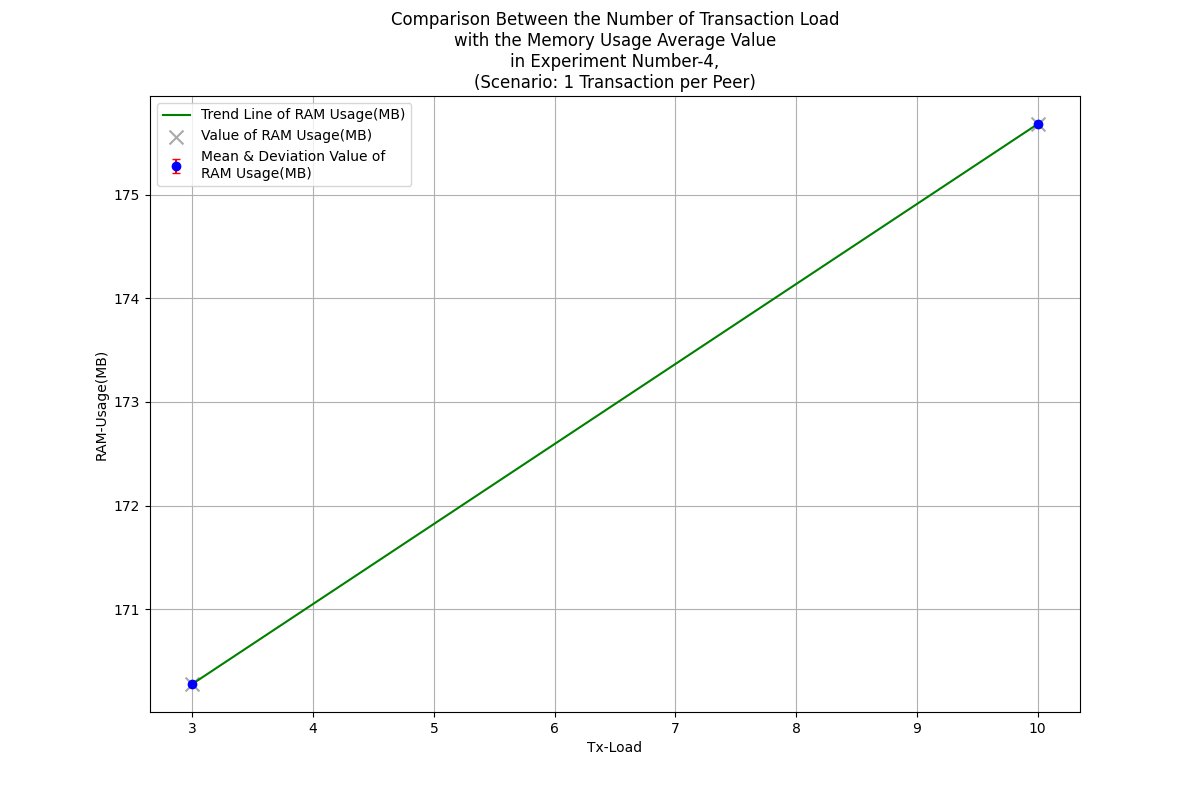 Comparison Between the Number of Transaction Load
with the Memory Usage Average Value
in Experiment Number-4,
(Scenario: 1 Transaction per Peer)
Trend Line of RAM Usage(MB)
Value of RAM Usage(MB)
Mean & Deviation Value of
RAM Usage(MB)
175
174
173
172
171
RAM-Usage(MB)
3 4 5 6 7 8 9 10
Tx-Load